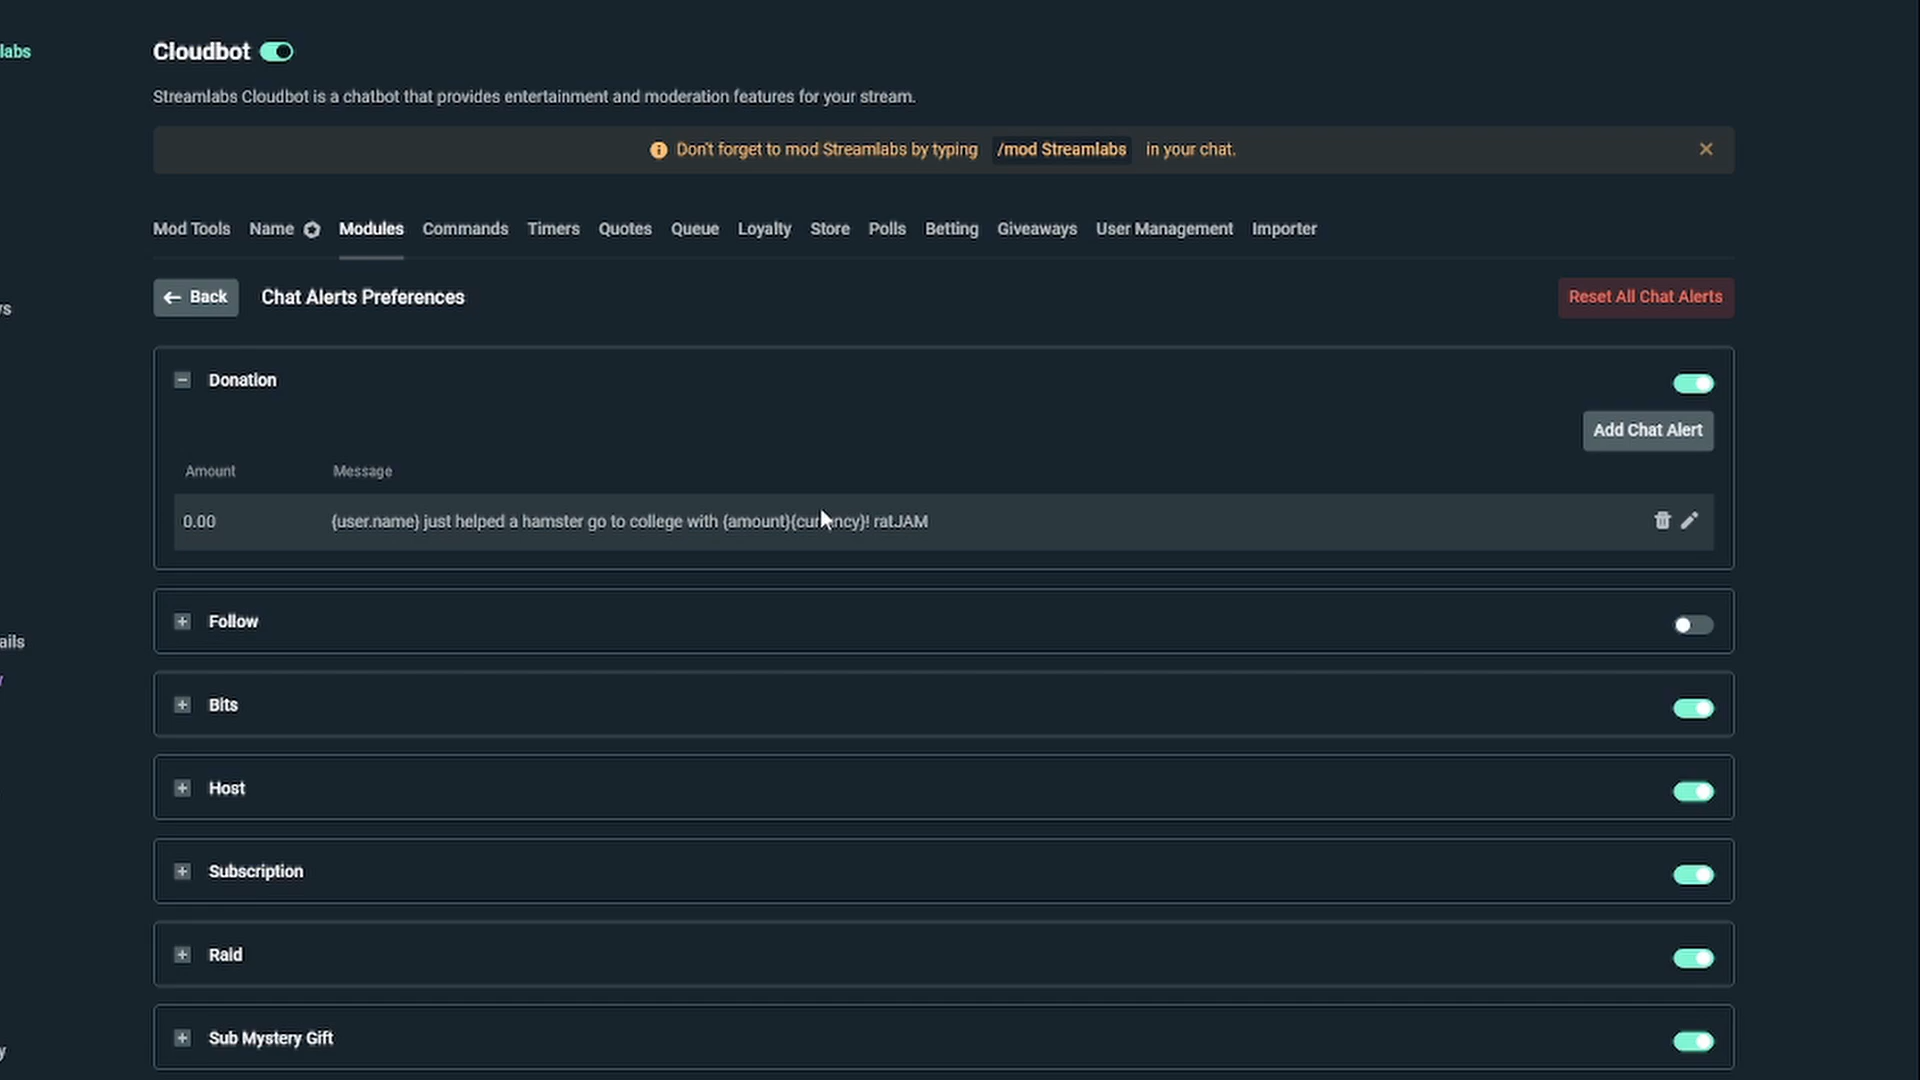 labs
Cloudbot
Streamlabs Cloudbot is a chatbot that provides entertainment and moderation features for your stream.
Don't forget to mod Streamlabs by typing /mod Streamlabs in your chat.
Mod Tools Name Modules Commands Timers Quotes Queue Loyalty Store Polls Betting Giveaways User Management Importer
Back Chat Alerts Preferences Reset All Chat Alerts
Donation
Add Chat Alert
Amount Message
0.00 {user.name} just helped a hamster go to college with {amount}{currency}! ratJAM
Follow
ails
Bits
Host
Subscription
Raid
Sub Mystery Gift